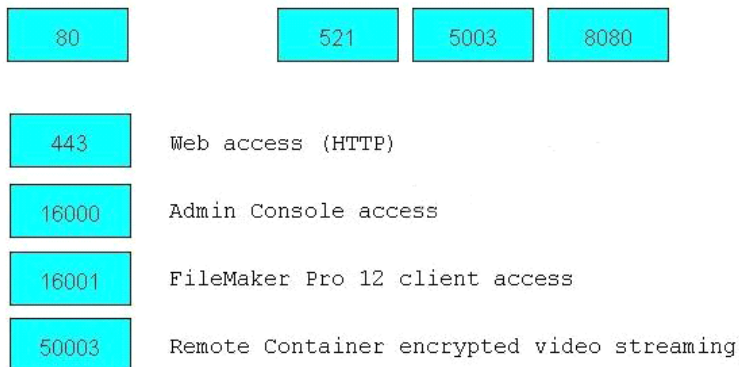 80 521 5003 8080
443 Web access (HTTP)
16000 Admin Console access
16001 FileMaker Pro 12 client access
50003 Remote Container encrypted video streaming